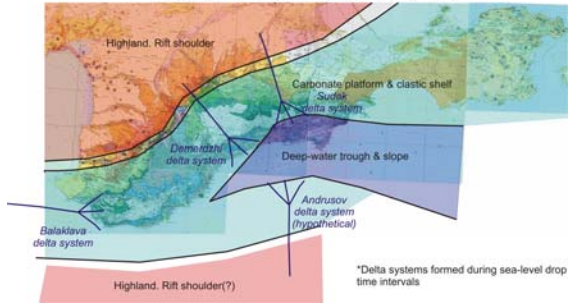 Highland. Rift shoulder
Carbonate platform & clastic shelf
Sudak
delta system
Demerdzhi
delta system
Deep-water trough & slope
Andrusov
delta system
(hypothetical)
Balaklava
delta system
*Delta systems formed during sea-level drop
time intervals
Highland. Rift shoulder(?)